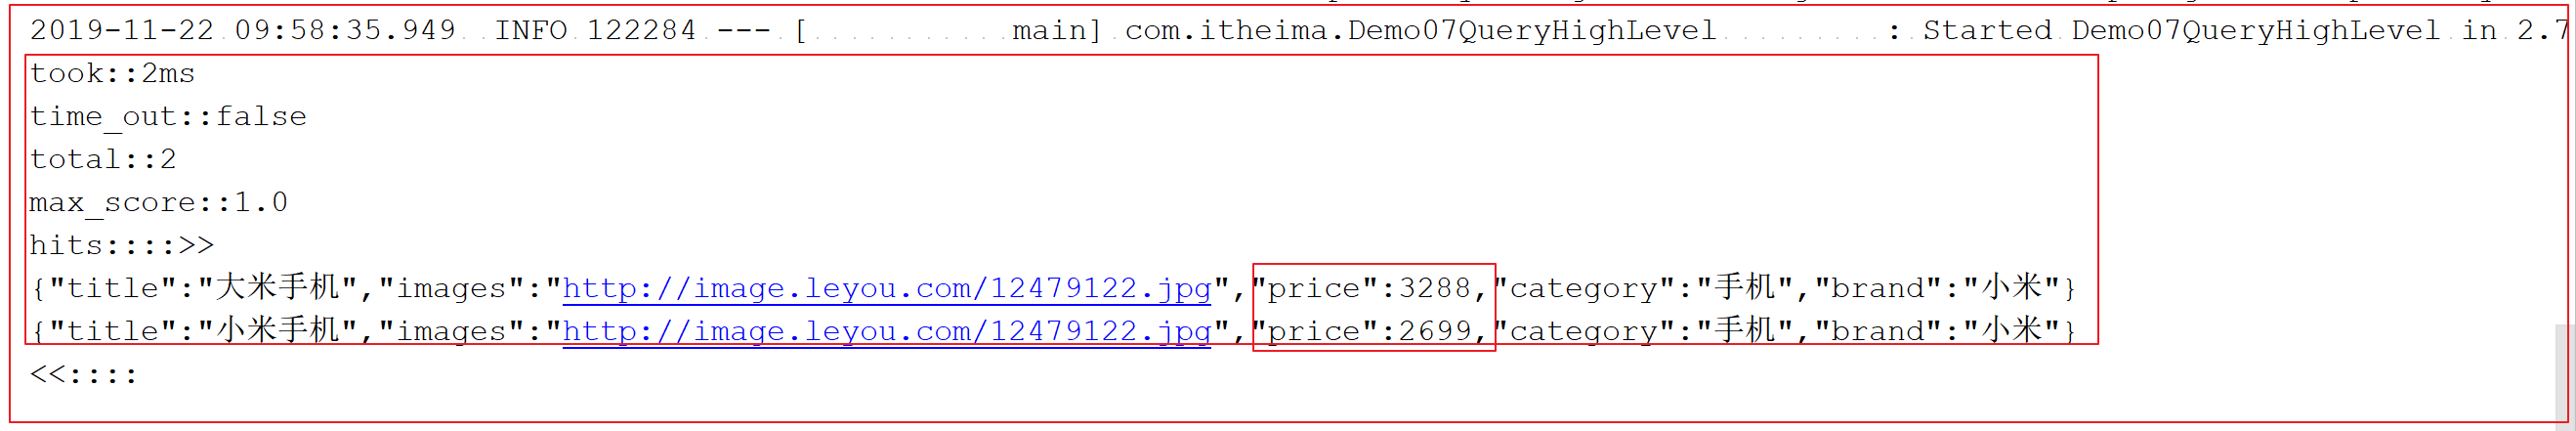 2019-11-22 09:58:35.949  INFO 122284 --- [           main] com.itheima.Demo07QueryHighLevel         : Started Demo07QueryHighLevel in 2.7
took::2ms
time_out::false
total::2
max_score::1.0
hits::::>>
{"title":"大米手机","images":"http://image.leyou.com/12479122.jpg","price":3288,"category":"手机","brand":"小米"}
{"title":"小米手机","images":"http://image.leyou.com/12479122.jpg","price":2699,"category":"手机","brand":"小米"}
<<::::